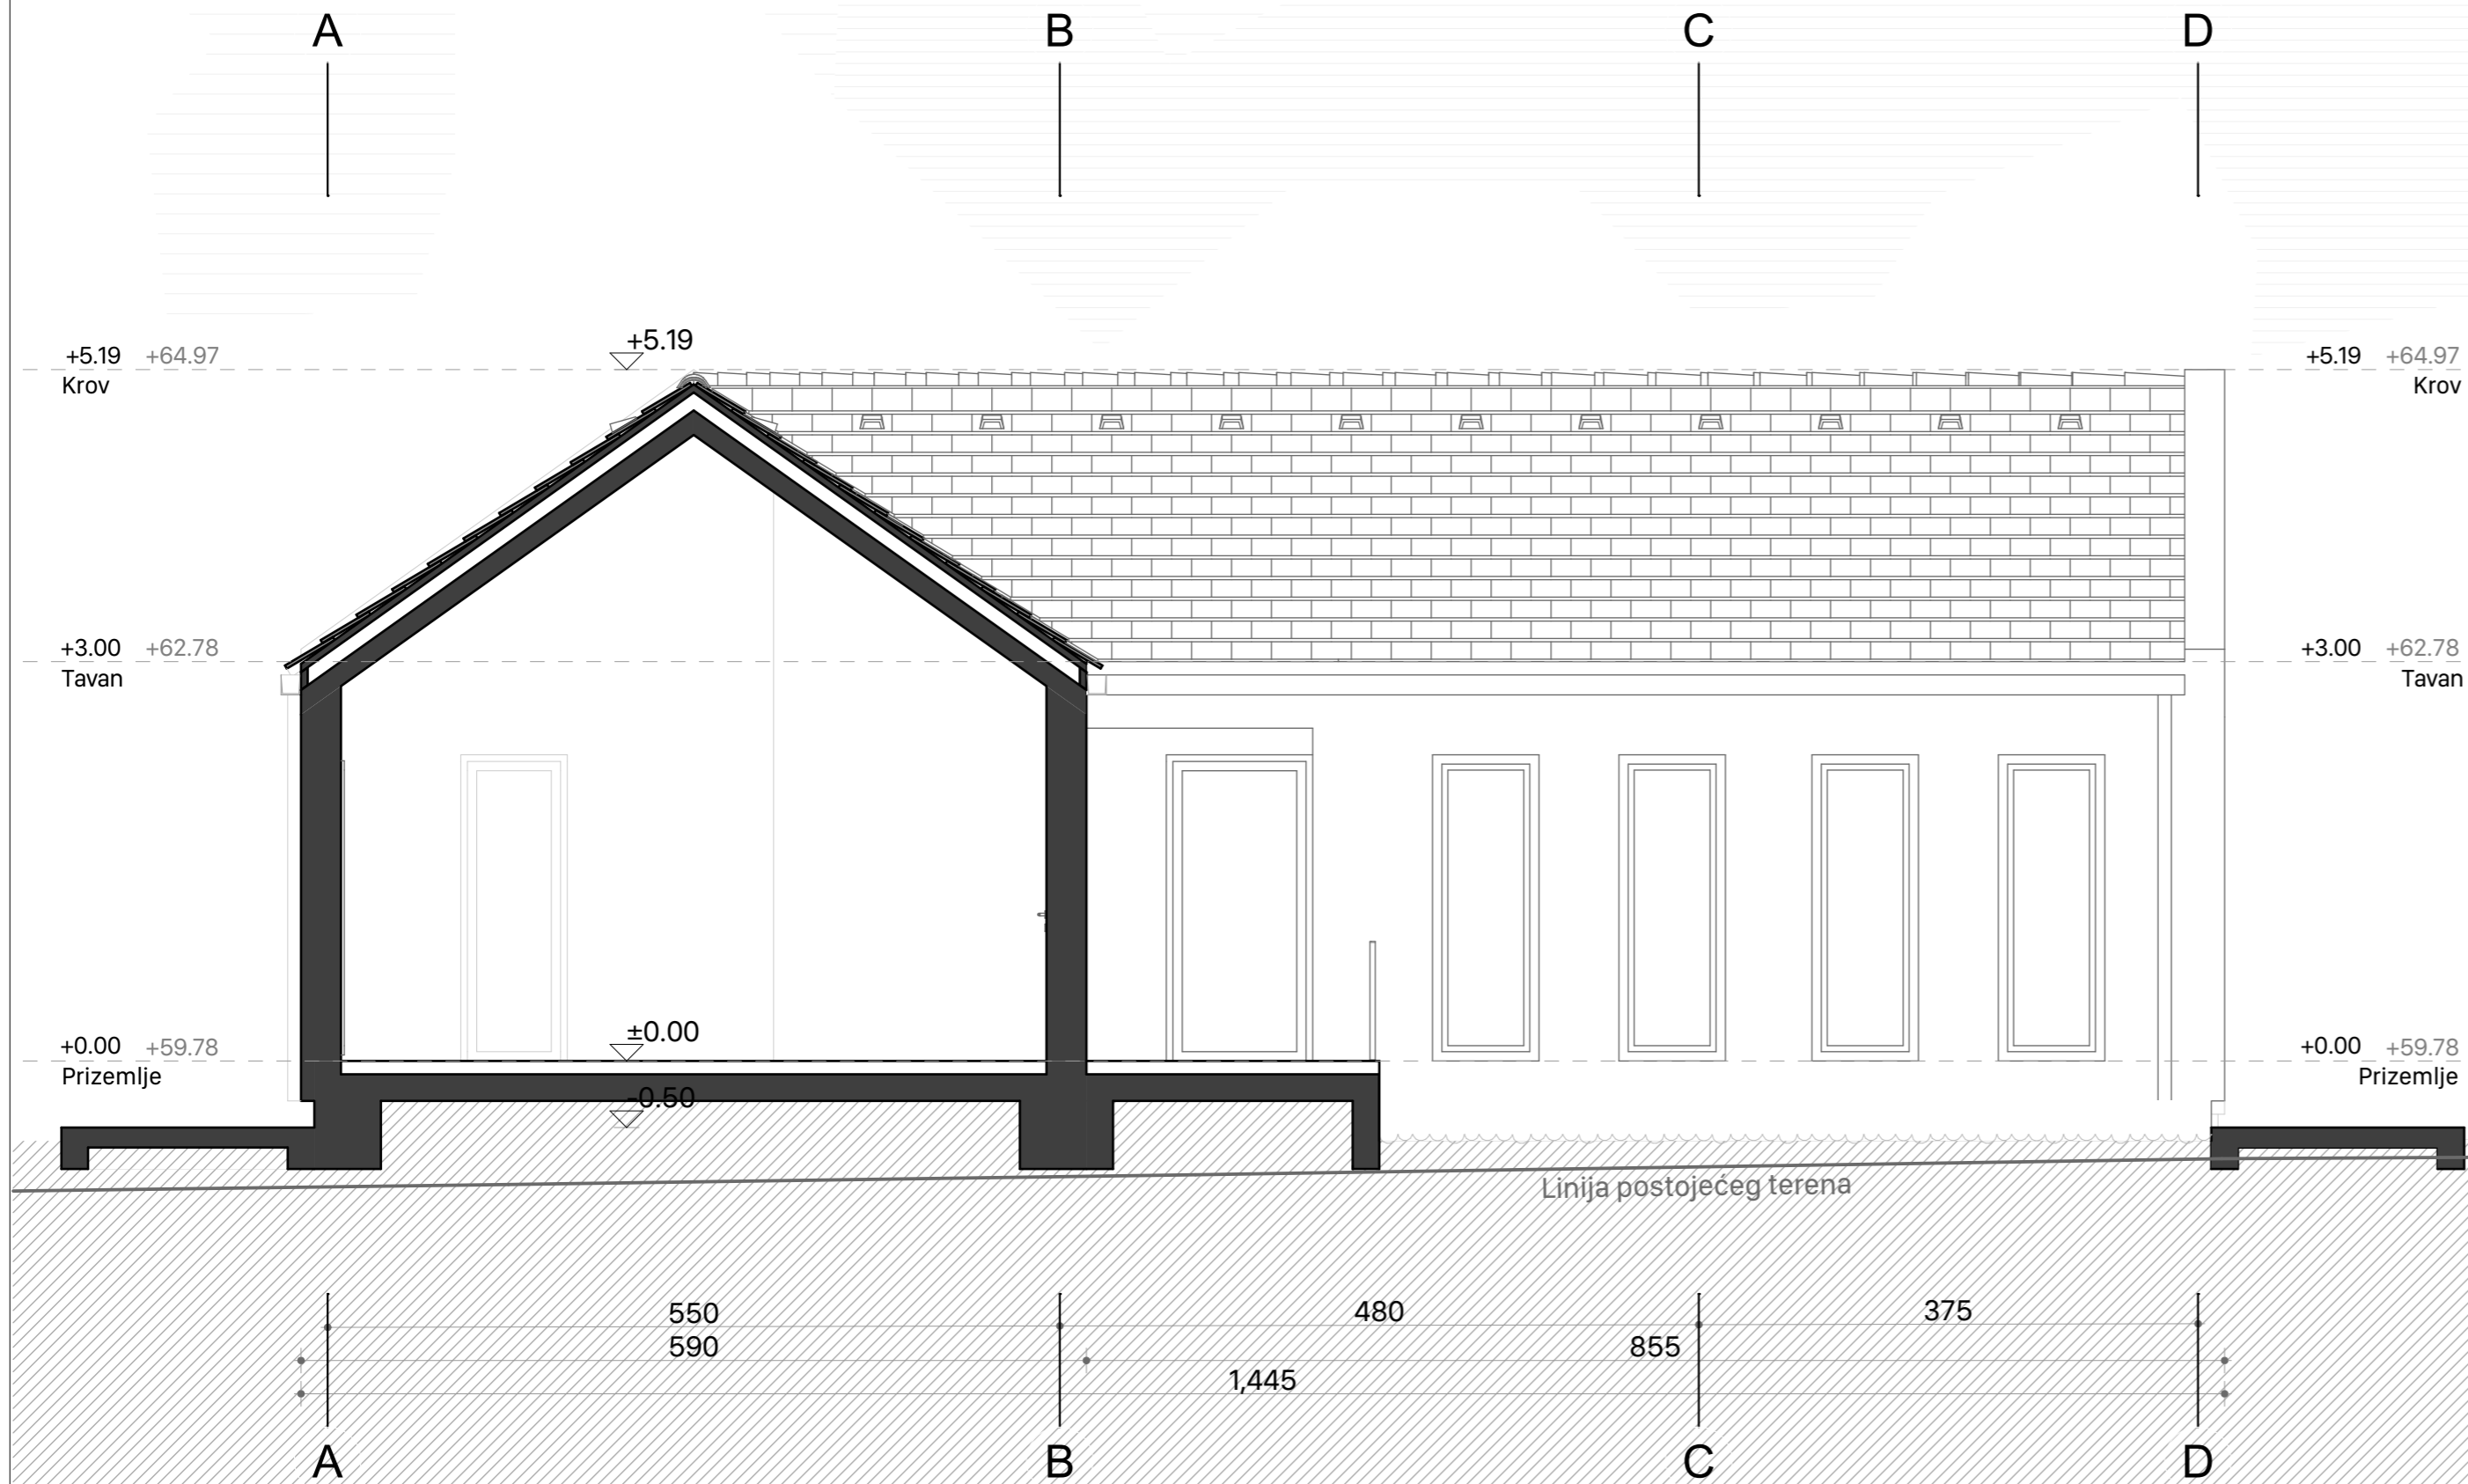 A B C D
+5.19
+5.19 +64.97
Krov
+5.19 +64.97
Krov
+3.00 +62.78
Tavan
+3.00 +62.78
Tavan
±0.00
+0.00 +59.78
Prizemlje
+0.00 +59.78
Prizemlje
-0.50
Linija postojećeg terena
550 480 375
590 855
1,445
A B C D